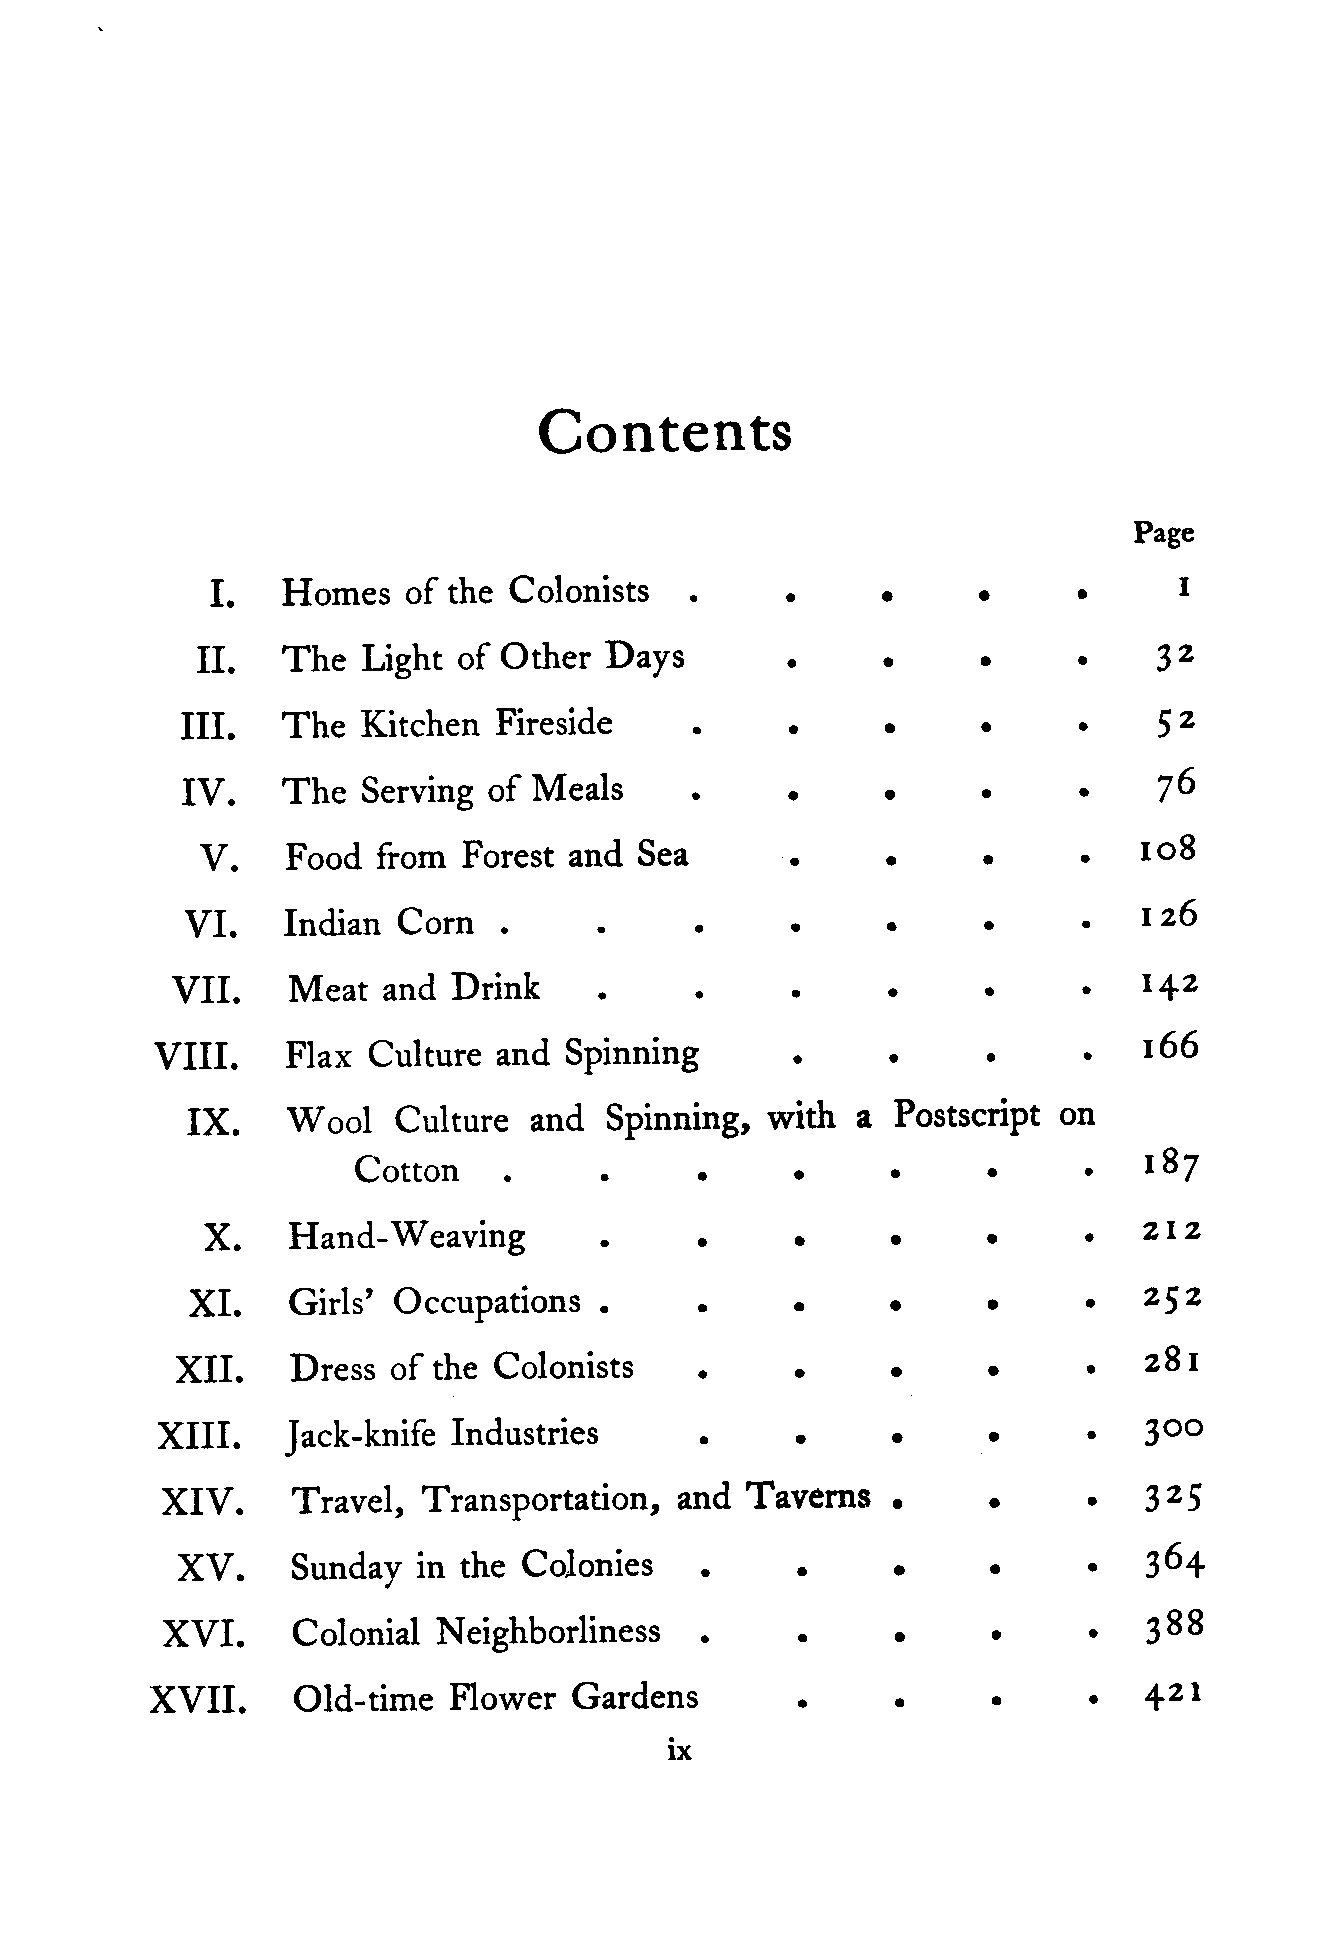 Contents
Page
I. Homes of the Colonists . . . . . 1
II. The Light of Other Days . . . . 32
III. The Kitchen Fireside . . . . . 52
IV. The Serving of Meals . . . . . 76
V. Food from Forest and Sea . . . . 108
VI. Indian Corn . . . . . . . 126
VII. Meat and Drink . . . . . . 142
VIII. Flax Culture and Spinning . . . . 166
IX. Wool Culture and Spinning, with a Postscript on
Cotton . . . . . . . 187
X. Hand-Weaving . . . . . . 212
XI. Girls' Occupations . . . . . . 252
XII. Dress of the Colonists . . . . . 281
XIII. Jack-knife Industries . . . . . 300
XIV. Travel, Transportation, and Taverns . . . 325
XV. Sunday in the Colonies . . . . . 364
XVI. Colonial Neighborliness . . . . . 388
XVII. Old-time Flower Gardens . . . . 421
ix